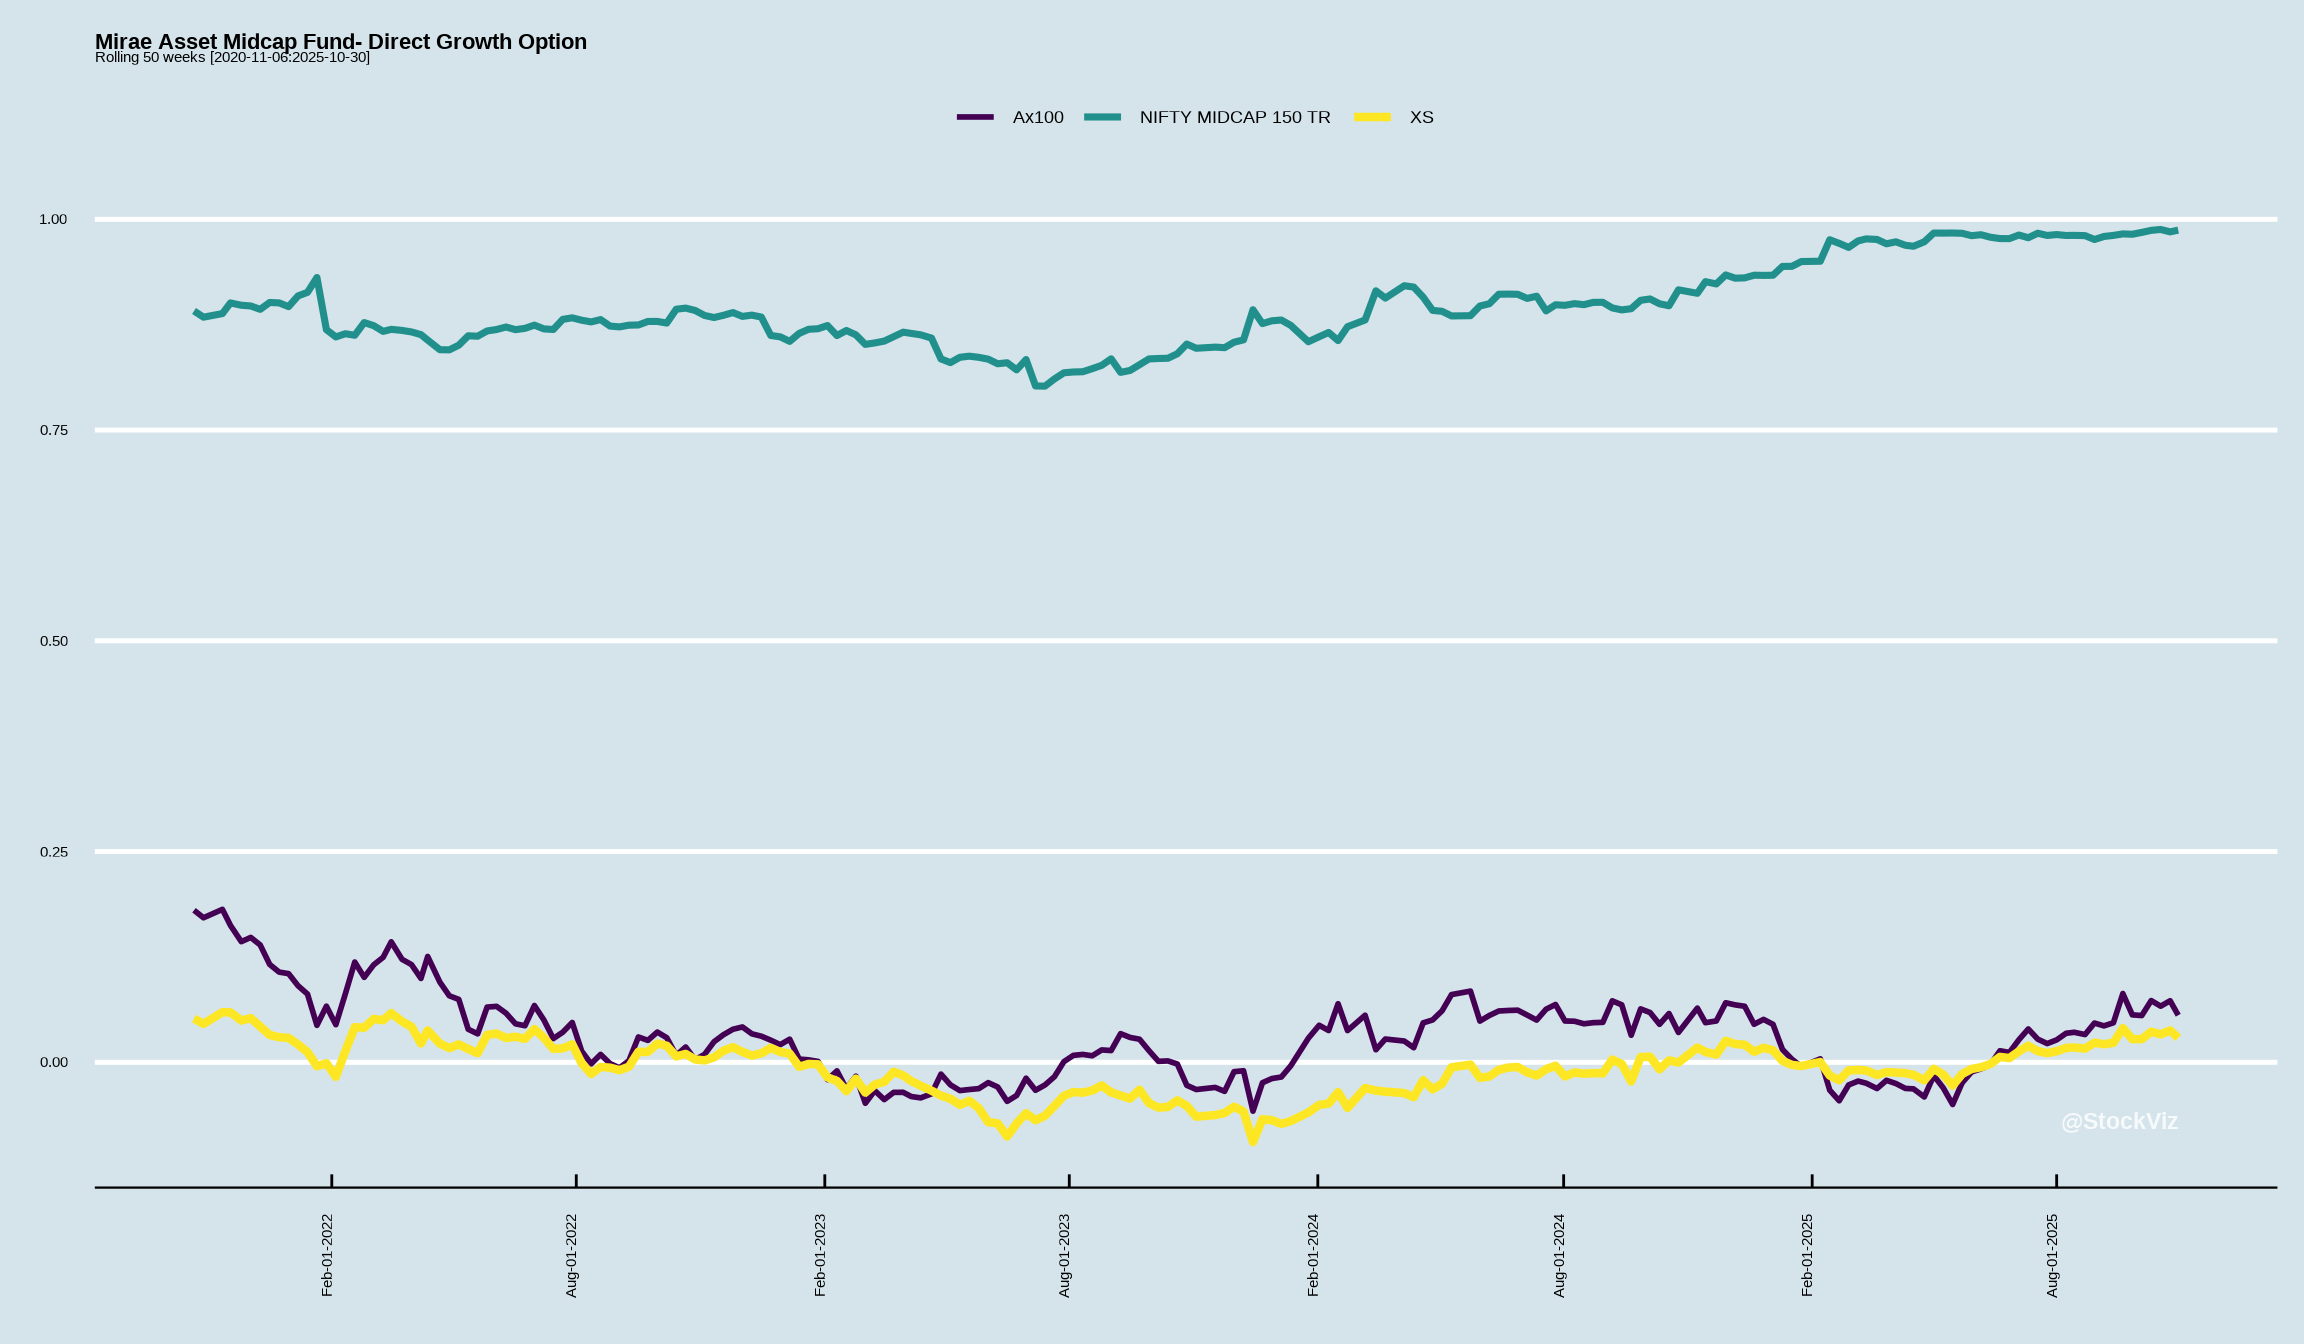 Mirae Asset Midcap Fund- Direct Growth Option
Rolling 50 weeks [2020-11-06:2025-10-30]
Ax100 NIFTY MIDCAP 150 TR XS
1.00
0.75
0.50
0.25
0.00
@StockViz
Feb-01-2022 Aug-01-2022 Feb-01-2023 Aug-01-2023 Feb-01-2024 Aug-01-2024 Feb-01-2025 Aug-01-2025